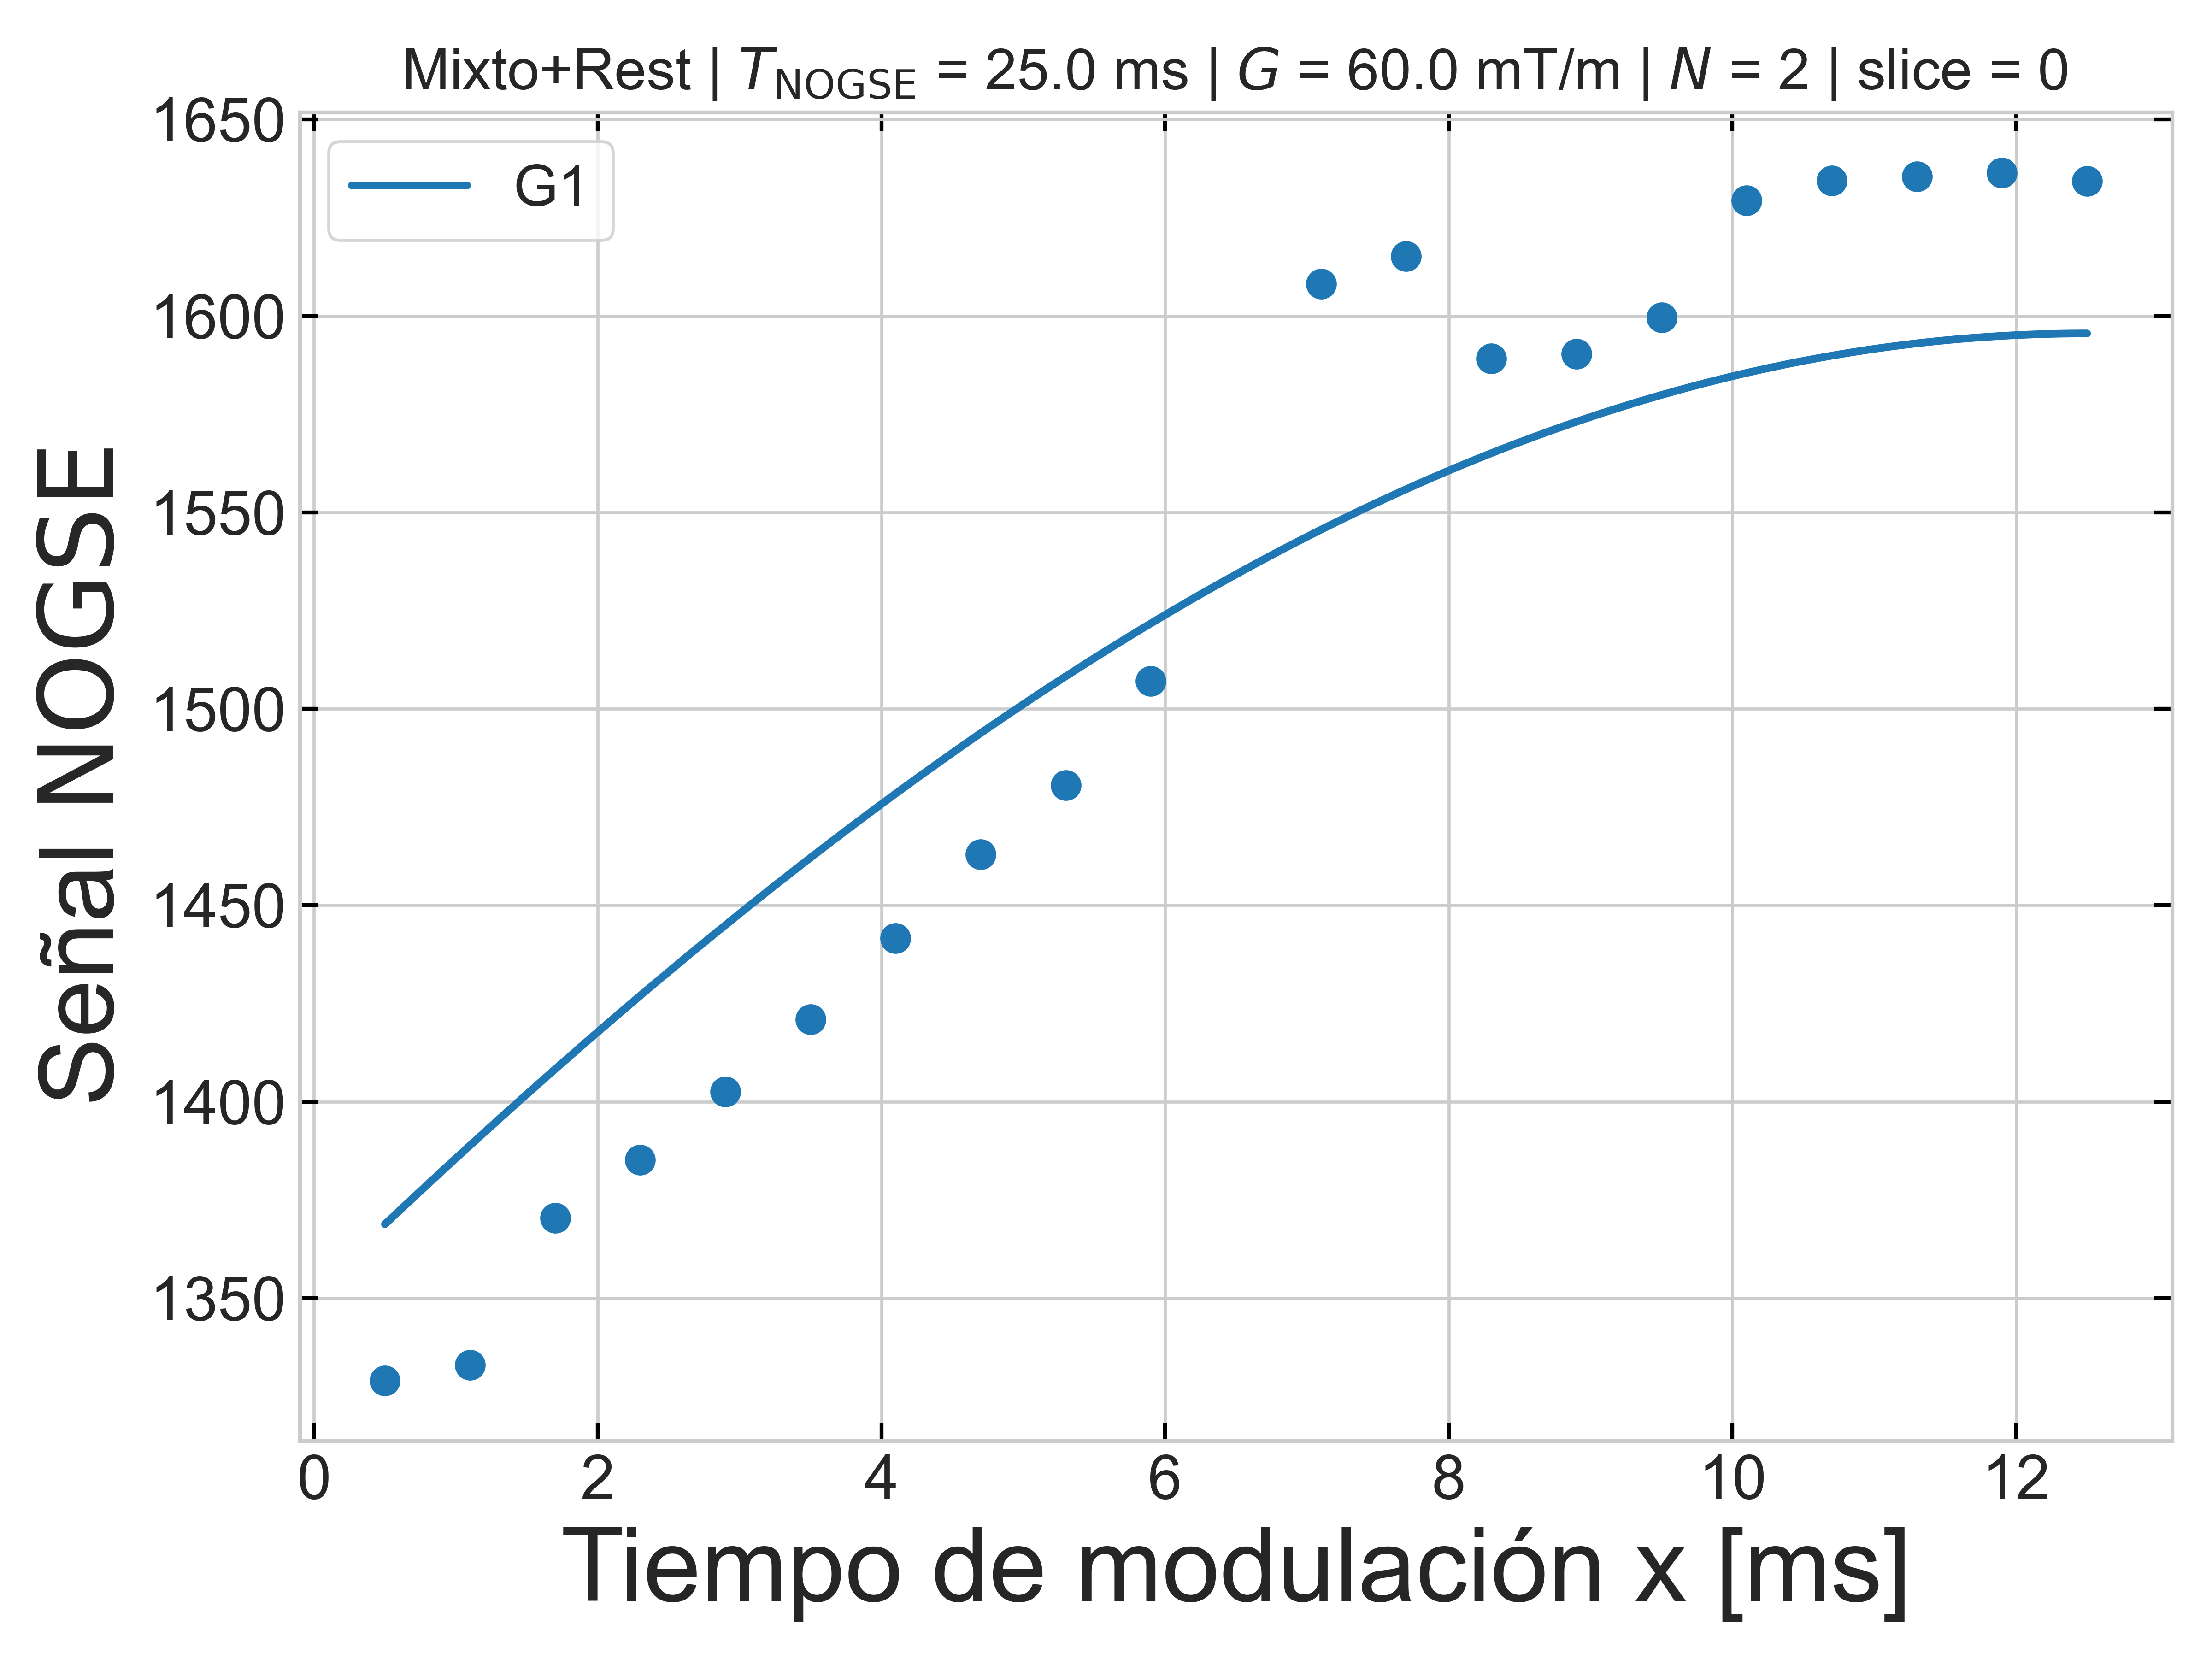 Mixto+Rest | T_NOGSE = 25.0 ms | G = 60.0 mT/m | N = 2 | slice = 0
G1
Señal NOGSE
1650
1600
1550
1500
1450
1400
1350
0 2 4 6 8 10 12
Tiempo de modulación x [ms]